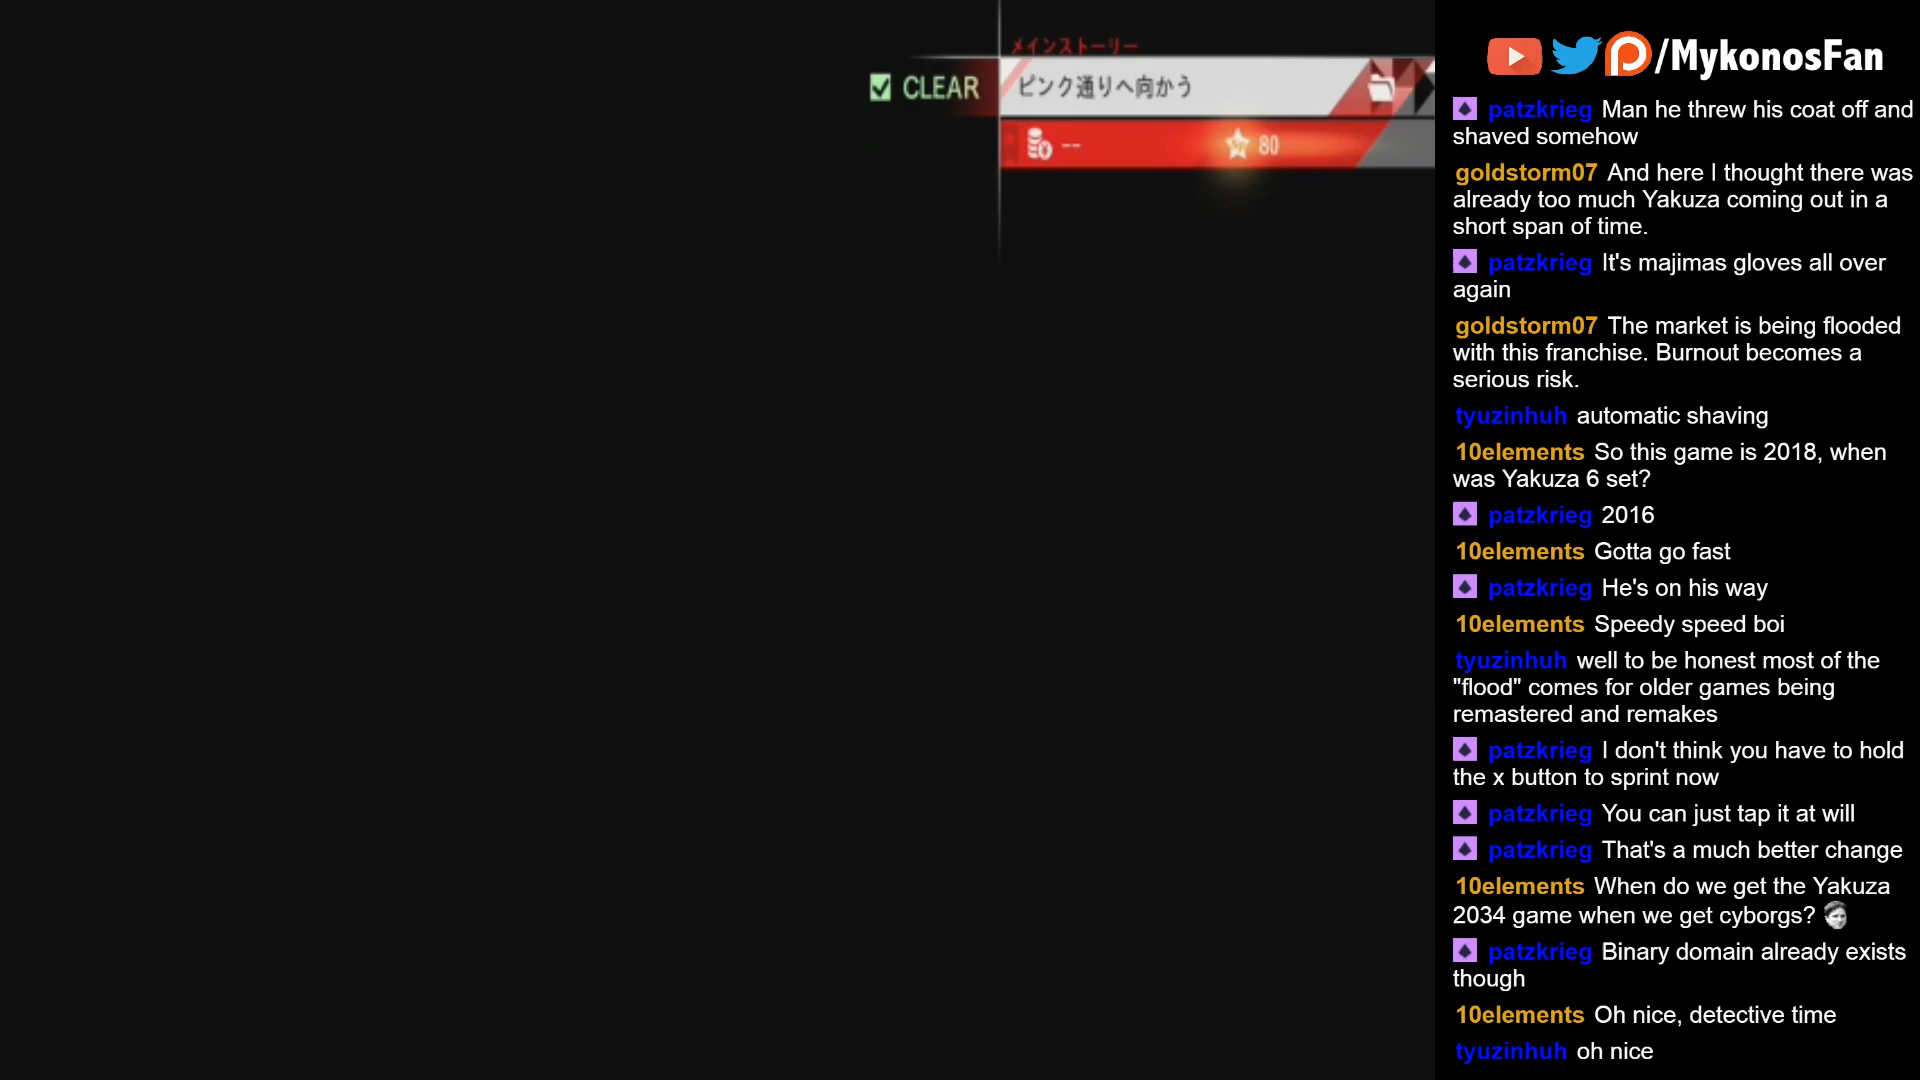 メインストーリー
CLEAR
ピンク通りへ向かう
--
80
/MykonosFan
patzkrieg Man he threw his coat off and
shaved somehow
goldstorm07 And here I thought there was
already too much Yakuza coming out in a
short span of time.
patzkrieg It's majimas gloves all over
again
goldstorm07 The market is being flooded
with this franchise. Burnout becomes a
serious risk.
tyuzinhuh automatic shaving
10elements So this game is 2018, when
was Yakuza 6 set?
patzkrieg 2016
10elements Gotta go fast
patzkrieg He's on his way
10elements Speedy speed boi
tyuzinhuh well to be honest most of the
"flood" comes for older games being
remastered and remakes
patzkrieg I don't think you have to hold
the x button to sprint now
patzkrieg You can just tap it at will
patzkrieg That's a much better change
10elements When do we get the Yakuza
2034 game when we get cyborgs?
patzkrieg Binary domain already exists
though
10elements Oh nice, detective time
tyuzinhuh oh nice